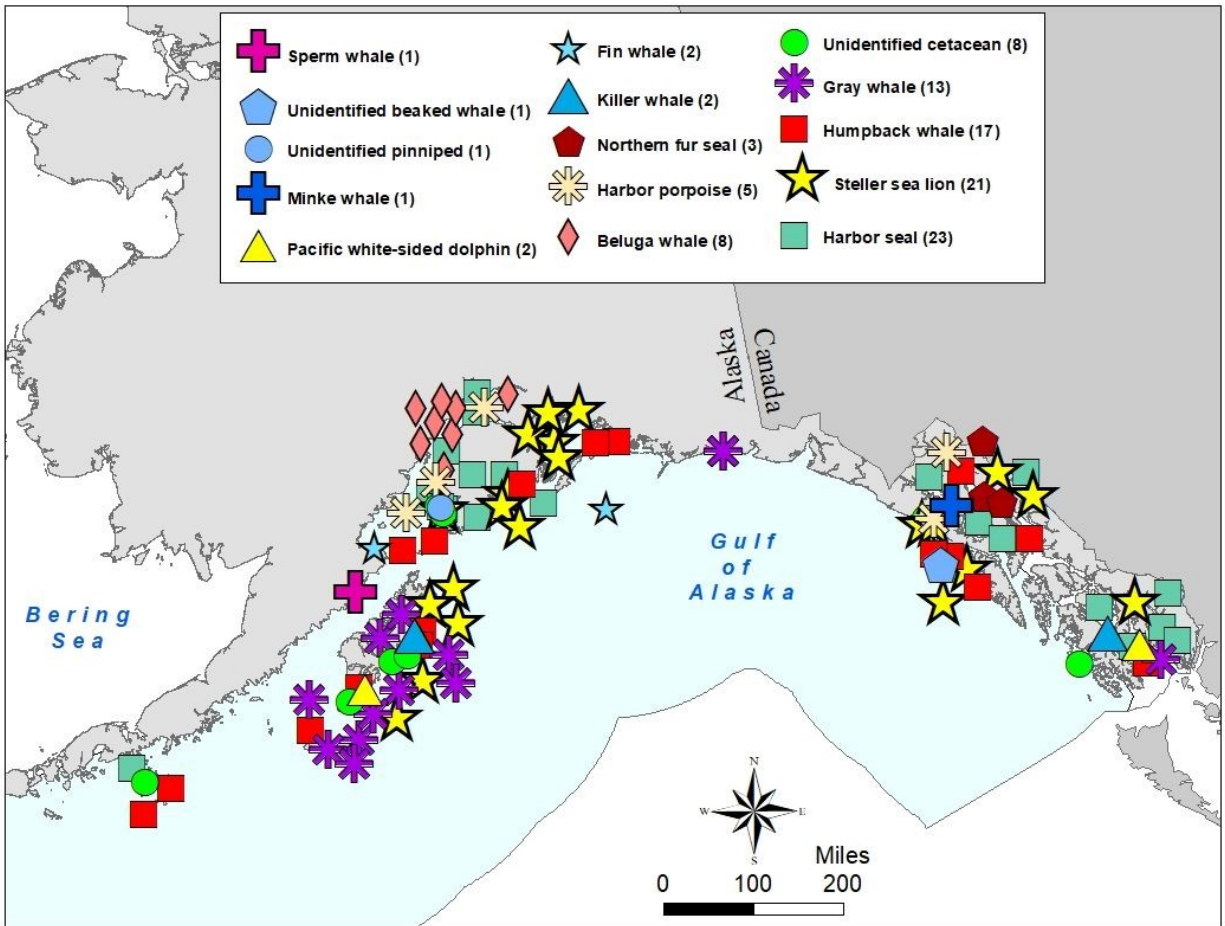 Sperm whale (1)
Unidentified beaked whale (1)
Unidentified pinniped (1)
Minke whale (1)
Pacific white-sided dolphin (2)
Fin whale (2)
Killer whale (2)
Northern fur seal (3)
Harbor porpoise (5)
Beluga whale (8)
Unidentified cetacean (8)
Gray whale (13)
Humpback whale (17)
Steller sea lion (21)
Harbor seal (23)
Alaska
Canada
Gulf
of
Alaska
Bering
Sea
N
W
E
S
Miles
0 100 200